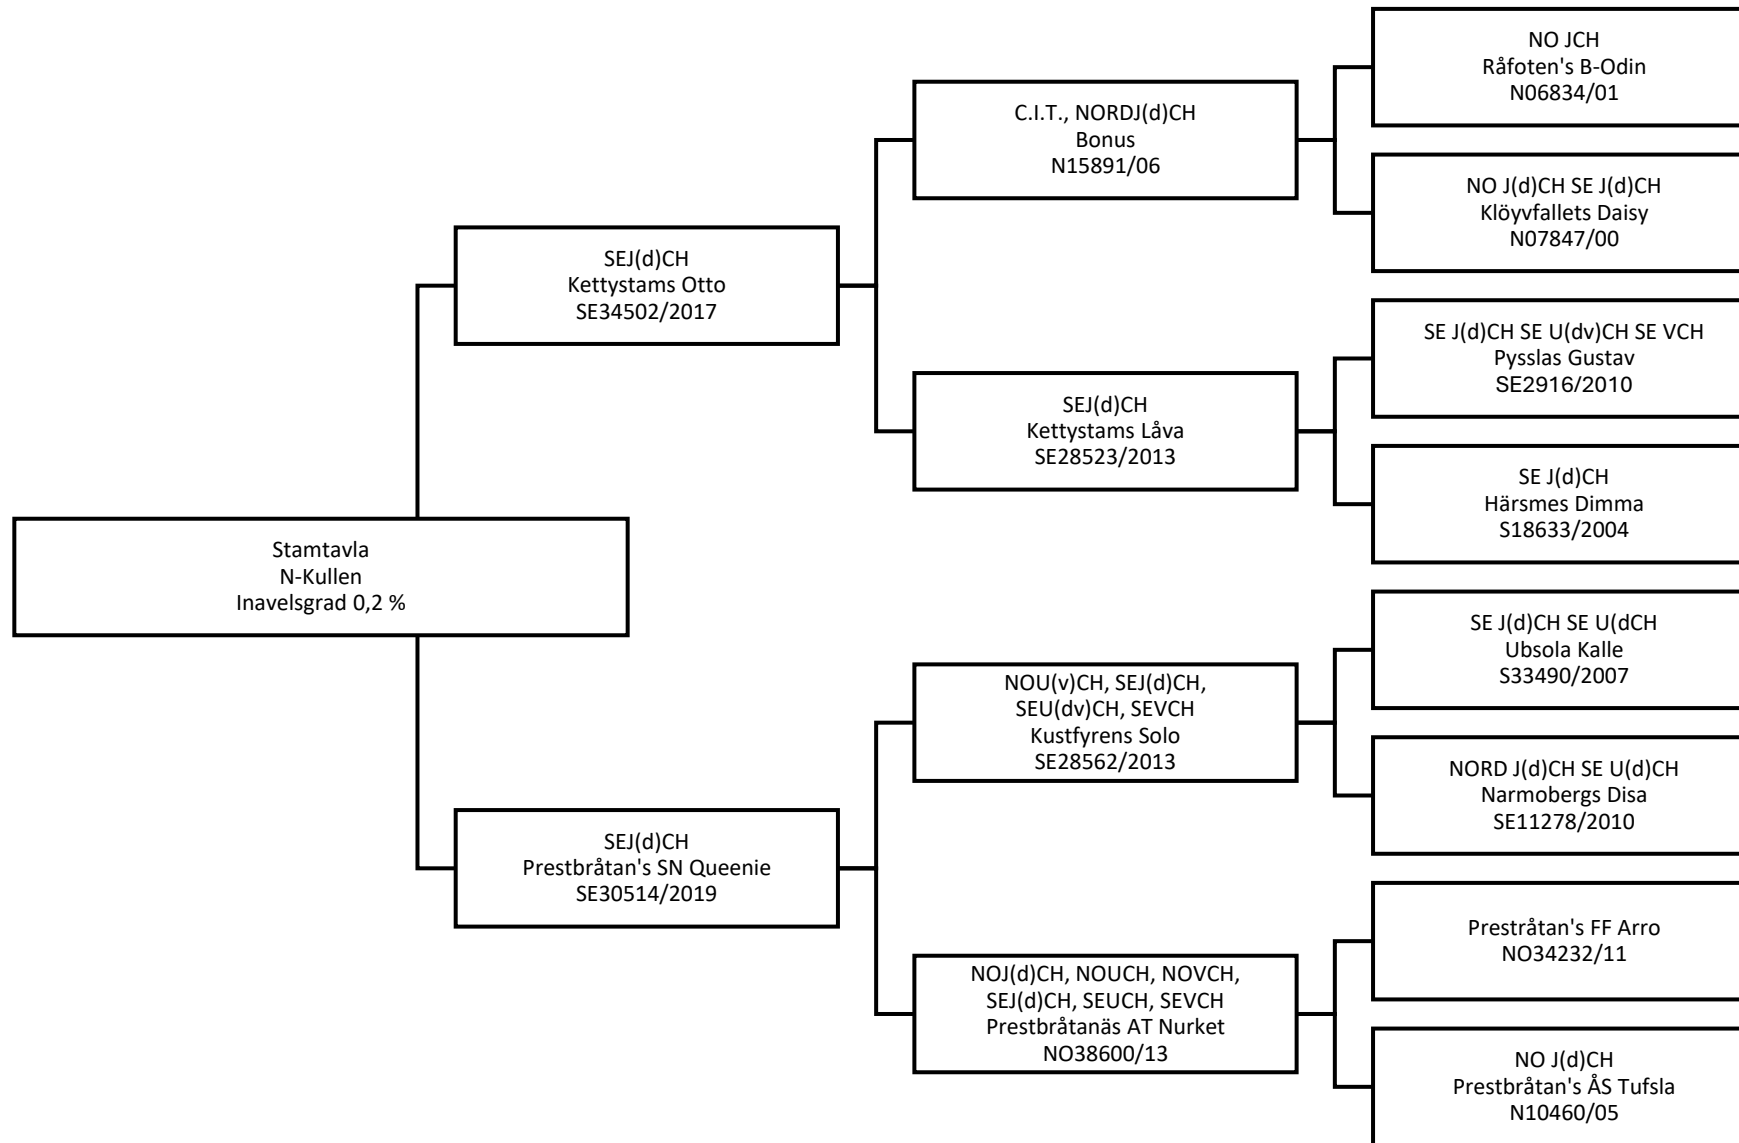 Stamtavla
N-Kullen
Inavelsgrad 0,2 %
SEJ(d)CH
Kettystams Otto
SE34502/2017
SEJ(d)CH
Prestbråtan's SN Queenie
SE30514/2019
C.I.T., NORDJ(d)CH
Bonus
N15891/06
SEJ(d)CH
Kettystams Låva
SE28523/2013
NOU(v)CH, SEJ(d)CH,
SEU(dv)CH, SEVCH
Kustfyrens Solo
SE28562/2013
NOJ(d)CH, NOUCH, NOVCH,
SEJ(d)CH, SEUCH, SEVCH
Prestbråtanäs AT Nurket
NO38600/13
NO JCH
Råfoten's B-Odin
N06834/01
NO J(d)CH SE J(d)CH
Klöyvfallets Daisy
N07847/00
SE J(d)CH SE U(dv)CH SE VCH
Pysslas Gustav
SE2916/2010
SE J(d)CH
Härsmes Dimma
S18633/2004
SE J(d)CH SE U(dCH
Ubsola Kalle
S33490/2007
NORD J(d)CH SE U(d)CH
Narmobergs Disa
SE11278/2010
Prestråtan's FF Arro
NO34232/11
NO J(d)CH
Prestbråtan's ÅS Tufsla
N10460/05